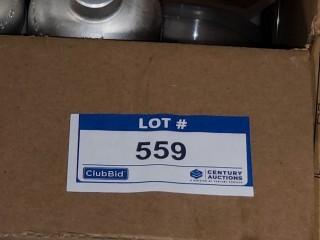 LOT #
559
ClubBid
CENTURY
AUCTIONS